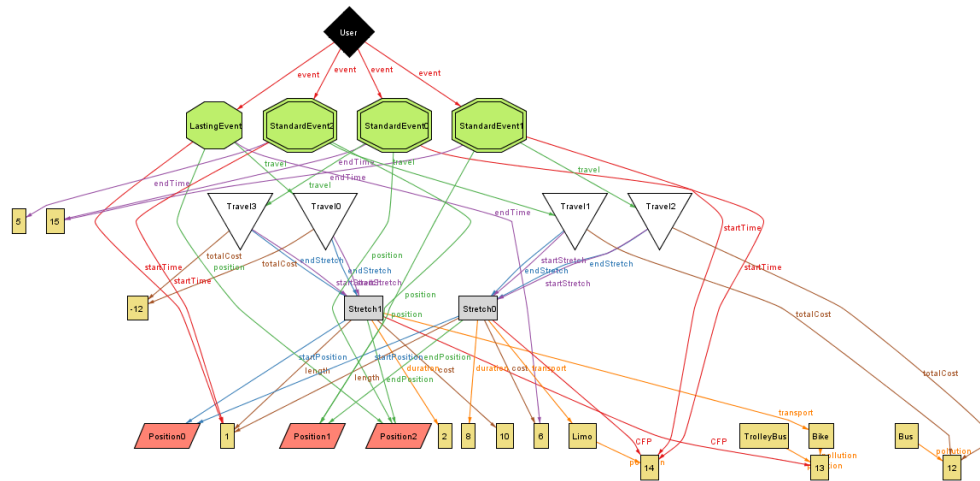 User
event
event
event
event
LastingEvent
StandardEvent2
StandardEvent0
StandardEvent1
travel
travel
endTime
travel
endTime
endTime
travel
Travel3
Travel0
Travel1
Travel2
endTime
5
15
startTime
position
totalCost
totalCost
endStretch
startStretch
endStretch
position
startTime
startTime
position
endStretch
startStretch
endStretch
startStretch
startTime
-12
Stretch1
Stretch0
position
position
totalCost
startPosition
length
length
startPosition
endPosition
endPosition
duration
cost
duration
cost
transport
totalCost
transport
Position0
1
Position1
Position2
2
8
10
6
Limo
CFP
CFP
TrolleyBus
Bike
Bus
pollution
pollution
14
13
12